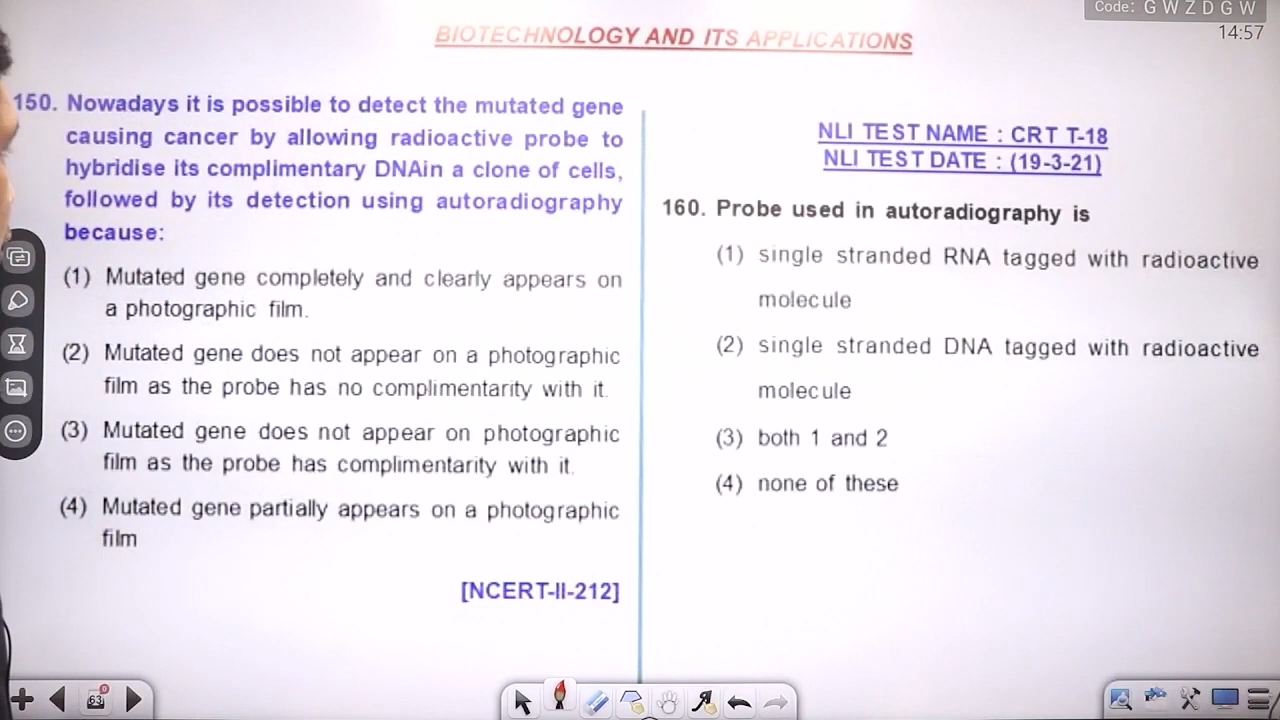 Code: G W Z D G W
14:57
BIOTECHNOLOGY AND ITS APPLICATIONS
150. Nowadays it is possible to detect the mutated gene
causing cancer by allowing radioactive probe to
hybridise its complimentary DNAin a clone of cells,
followed by its detection using autoradiography
because:
(1) Mutated gene completely and clearly appears on
a photographic film.
(2) Mutated gene does not appear on a photographic
film as the probe has no complimentarity with it.
(3) Mutated gene does not appear on photographic
film as the probe has complimentarity with it.
(4) Mutated gene partially appears on a photographic
film
[NCERT-II-212]
NLI TEST NAME : CRT T-18
NLI TEST DATE : (19-3-21)
160. Probe used in autoradiography is
(1) single stranded RNA tagged with radioactive
molecule
(2) single stranded DNA tagged with radioactive
molecule
(3) both 1 and 2
(4) none of these
63